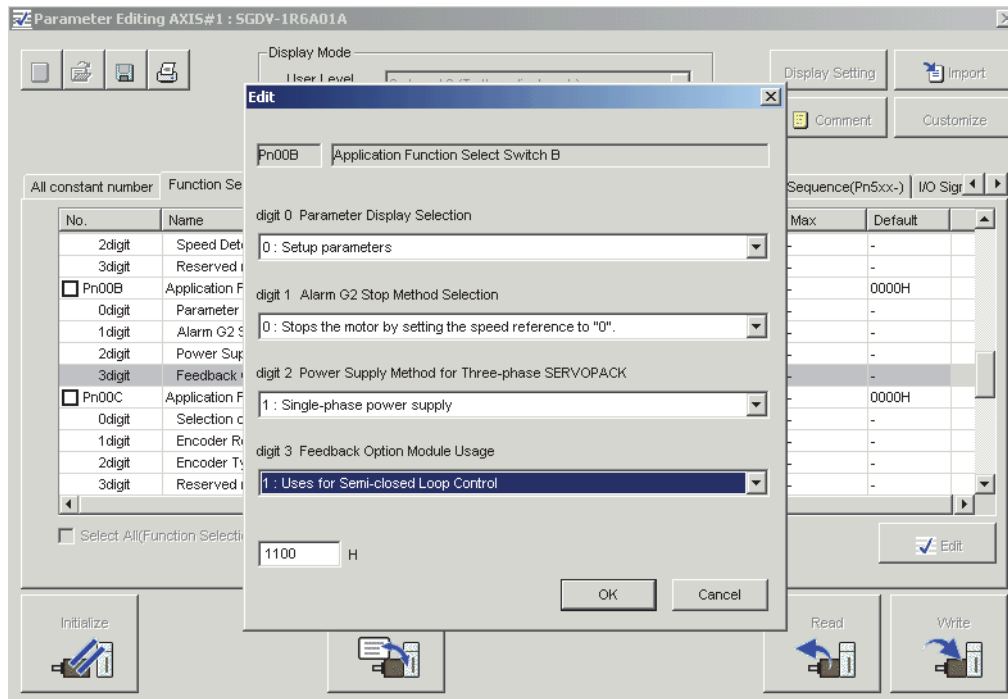 Parameter Editing AXIS#1 : SGDV-1R6A01A
Display Mode
User Level
Display Setting
Import
Comment
Customize
Edit
Pn00B Application Function Select Switch B
digit 0 Parameter Display Selection
0 : Setup parameters
digit 1 Alarm G2 Stop Method Selection
0 : Stops the motor by setting the speed reference to "0".
digit 2 Power Supply Method for Three-phase SERVOPACK
1 : Single-phase power supply
digit 3 Feedback Option Module Usage
1 : Uses for Semi-closed Loop Control
1100 H
OK Cancel
All constant number Function Se Sequence(Pn5xx-) I/O Sigr
No. Name Max Default
2digit Speed Det - -
3digit Reserved - -
Pn00B Application F - 0000H
0digit Parameter - -
1digit Alarm G2 S - -
2digit Power Sup - -
3digit Feedback - -
Pn00C Application F - 0000H
0digit Selection o - -
1digit Encoder R - -
2digit Encoder Ty - -
3digit Reserved - -
Select All(Function Selecti
Edit
Initialize
Read
Write